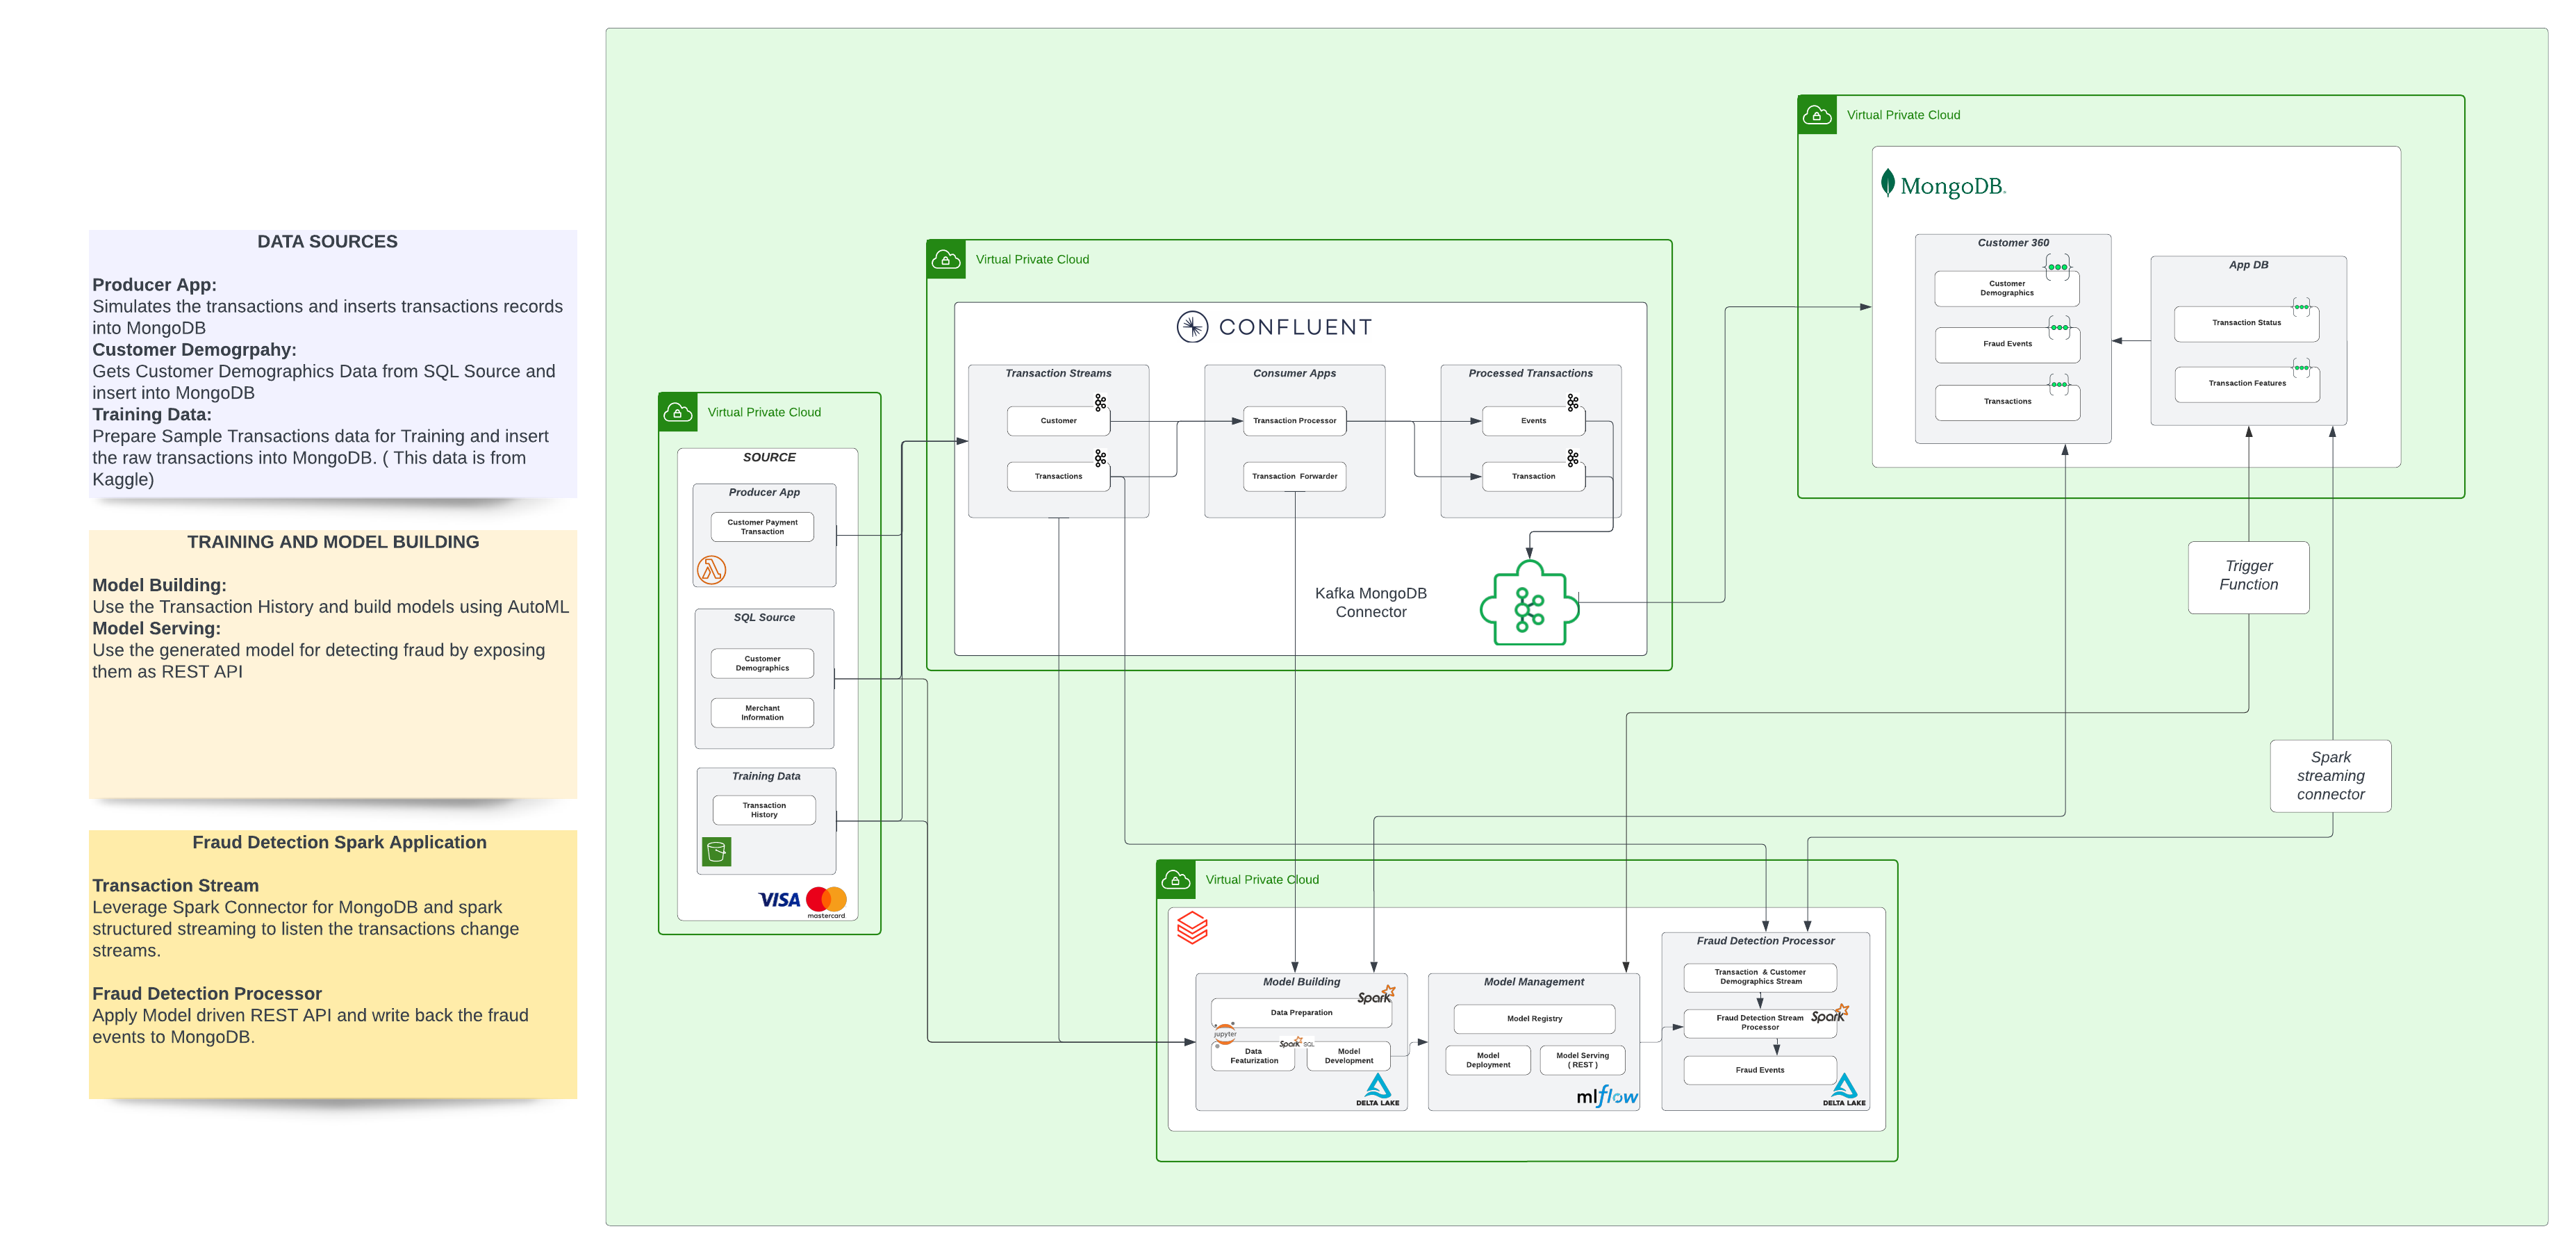 DATA SOURCES
Producer App:
Simulates the transactions and inserts transactions records
into MongoDB
Customer Demogrpahy:
Gets Customer Demographics Data from SQL Source and
insert into MongoDB
Training Data:
Prepare Sample Transactions data for Training and insert
the raw transactions into MongoDB. ( This data is from
Kaggle)
TRAINING AND MODEL BUILDING
Model Building:
Use the Transaction History and build models using AutoML
Model Serving:
Use the generated model for detecting fraud by exposing
them as REST API
Fraud Detection Spark Application
Transaction Stream
Leverage Spark Connector for MongoDB and spark
structured streaming to listen the transactions change
streams.
Fraud Detection Processor
Apply Model driven REST API and write back the fraud
events to MongoDB.
Virtual Private Cloud
SOURCE
Producer App
Customer Payment
Transaction
SQL Source
Customer
Demographics
Merchant
Information
Training Data
Transaction
History
VISA
mastercard
Virtual Private Cloud
CONFLUENT
Transaction Streams
Customer
Transactions
Consumer Apps
Transaction Processor
Transaction Forwarder
Processed Transactions
Events
Transaction
Kafka MongoDB
Connector
Virtual Private Cloud
MongoDB
Customer 360
Customer
Demographics
Fraud Events
Transactions
App DB
Transaction Status
Transaction Features
Trigger
Function
Spark
streaming
connector
Virtual Private Cloud
Model Building
Spark
Data Preparation
jupyter
Data
Featurization
Spark SQL
Model
Development
DELTA LAKE
Model Management
Model Registry
Model
Deployment
Model Serving
( REST )
mlflow
Fraud Detection Processor
Transaction & Customer
Demographics Stream
Fraud Detection Stream
Processor
Spark
Fraud Events
DELTA LAKE